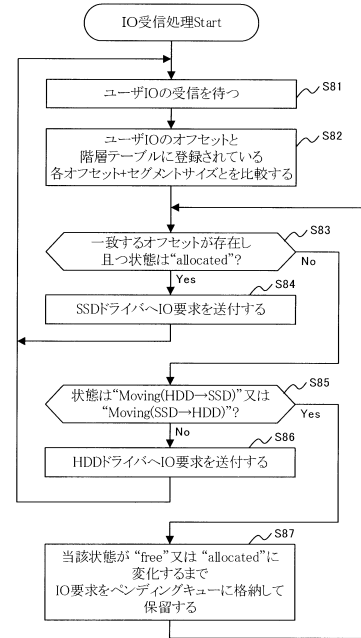 IO受信処理Start
S81
ユーザIOの受信を待つ
S82
ユーザIOのオフセットと
階層テーブルに登録されている
各オフセット+セグメントサイズとを比較する
S83
一致するオフセットが存在し
且つ状態は“allocated”?
No
Yes
S84
SSDドライバへIO要求を送付する
S85
状態は“Moving(HDD→SSD)”又は
“Moving(SSD→HDD)”?
Yes
No
S86
HDDドライバへIO要求を送付する
S87
当該状態が “free”又は “allocated”に
変化するまで
IO要求をペンディングキューに格納して
保留する